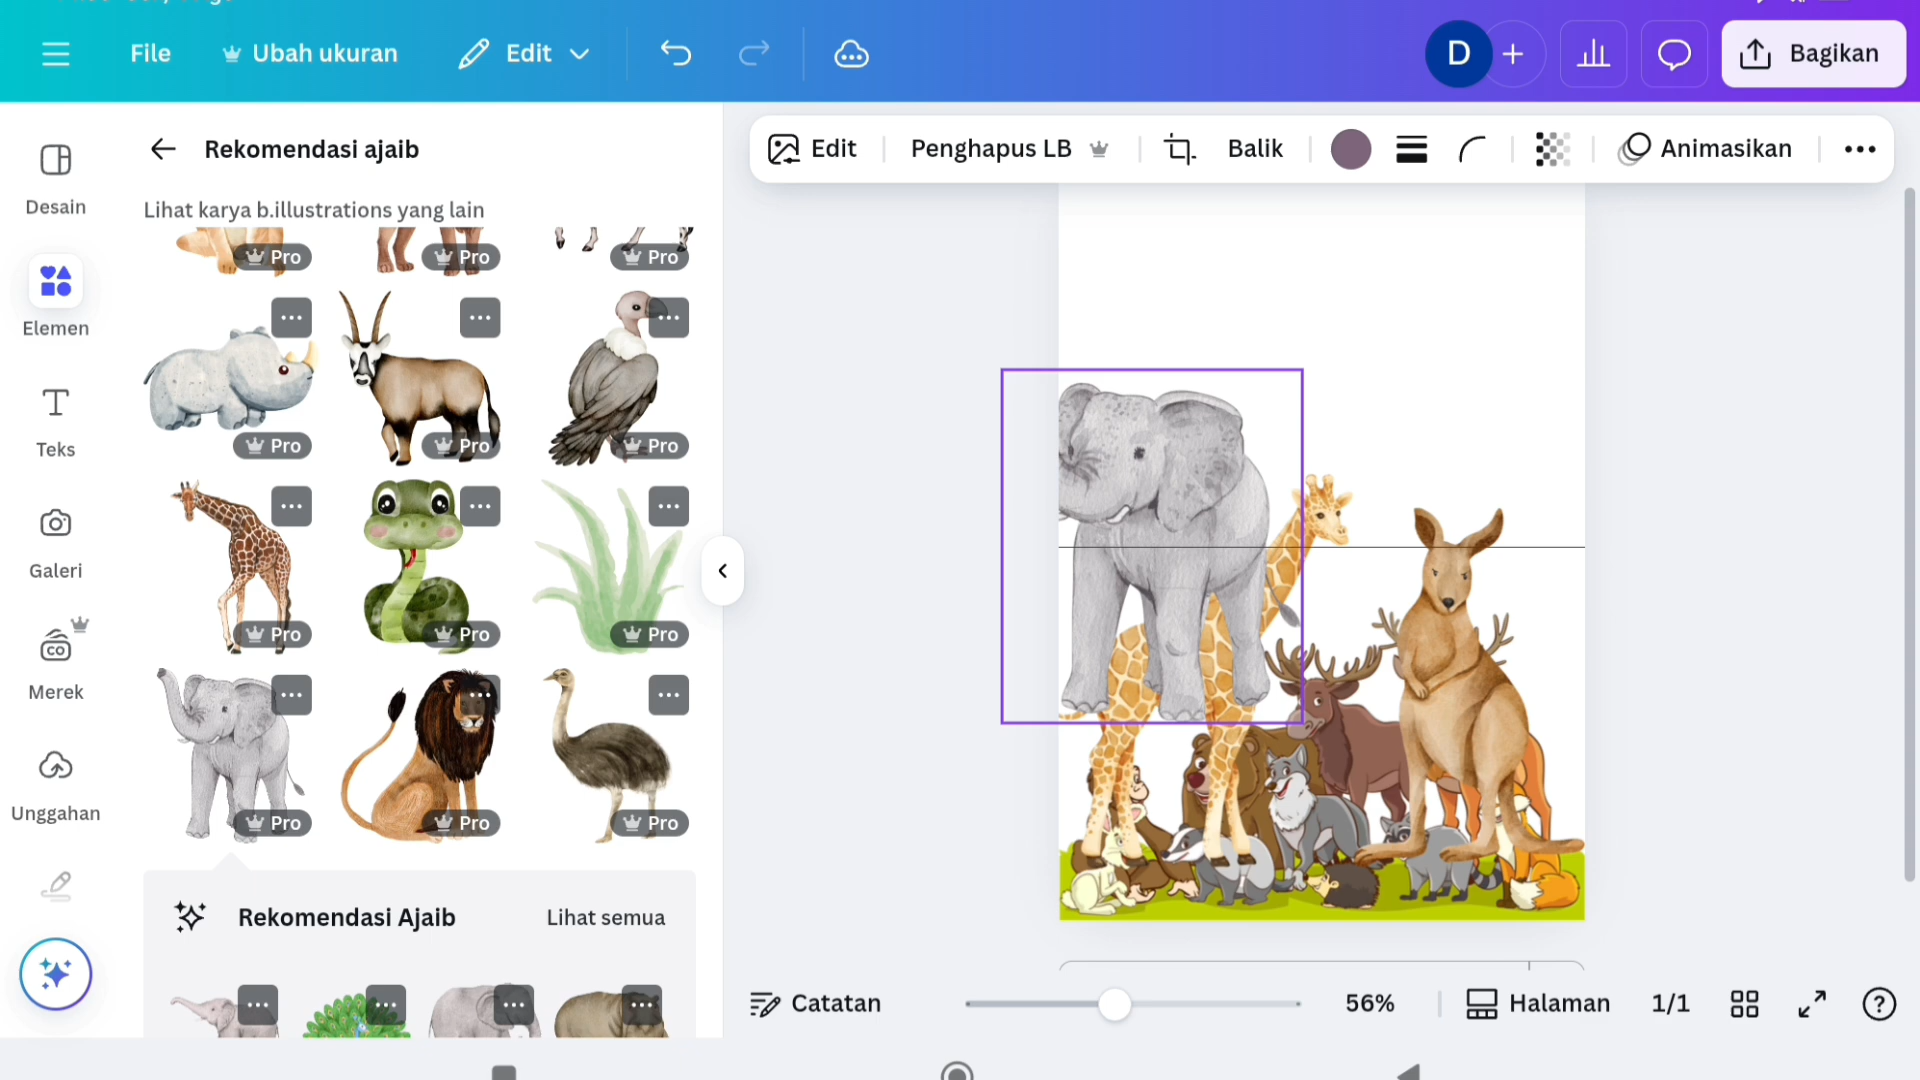 File
Ubah ukuran
Edit
D
Bagikan
Rekomendasi ajaib
Lihat karya b.illustrations yang lain
Edit
Penghapus LB
Balik
Animasikan
Desain
Elemen
Teks
Galeri
CO
Merek
Unggahan
Pro
Pro
Pro
Pro
Pro
Pro
Pro
Pro
Pro
Pro
Pro
Pro
Rekomendasi Ajaib
Lihat semua
Catatan
56%
Halaman
1/1